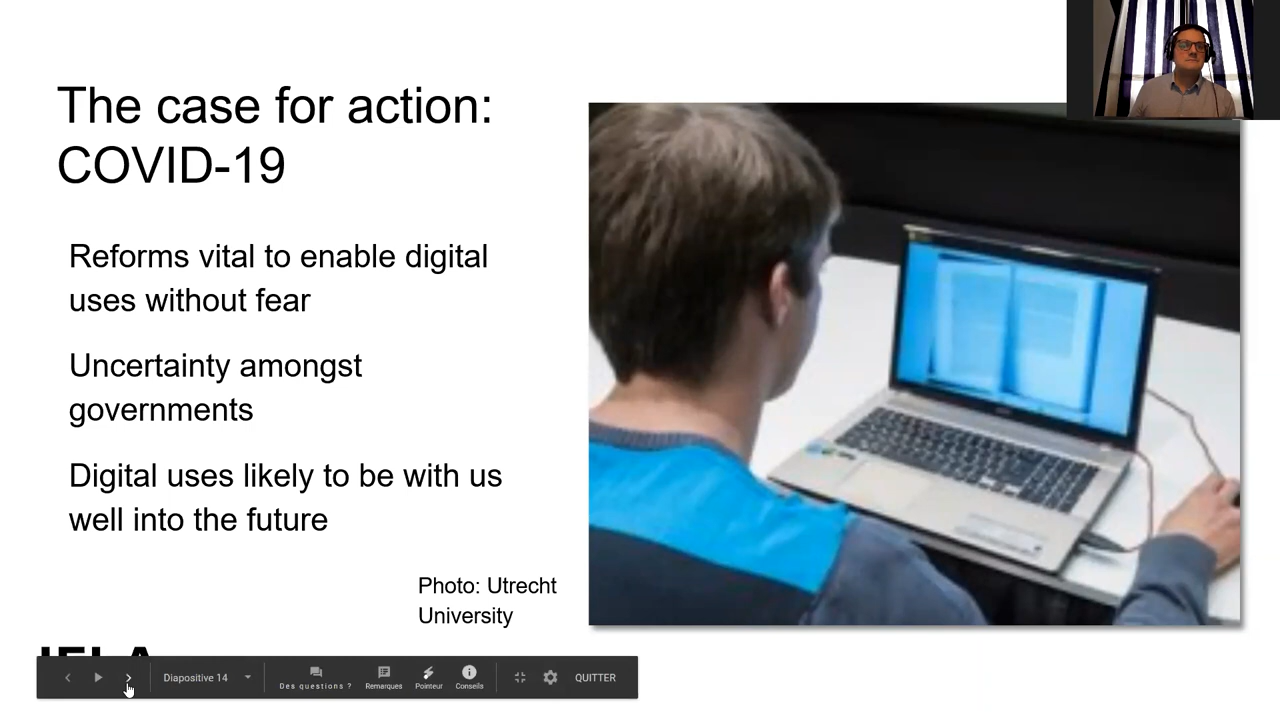 The case for action:
COVID-19
Reforms vital to enable digital
uses without fear
Uncertainty amongst
governments
Digital uses likely to be with us
well into the future
Photo: Utrecht
University
IFLA
Diapositive 14
Des questions ?
Remarques
Pointeur
Conseils
QUITTER